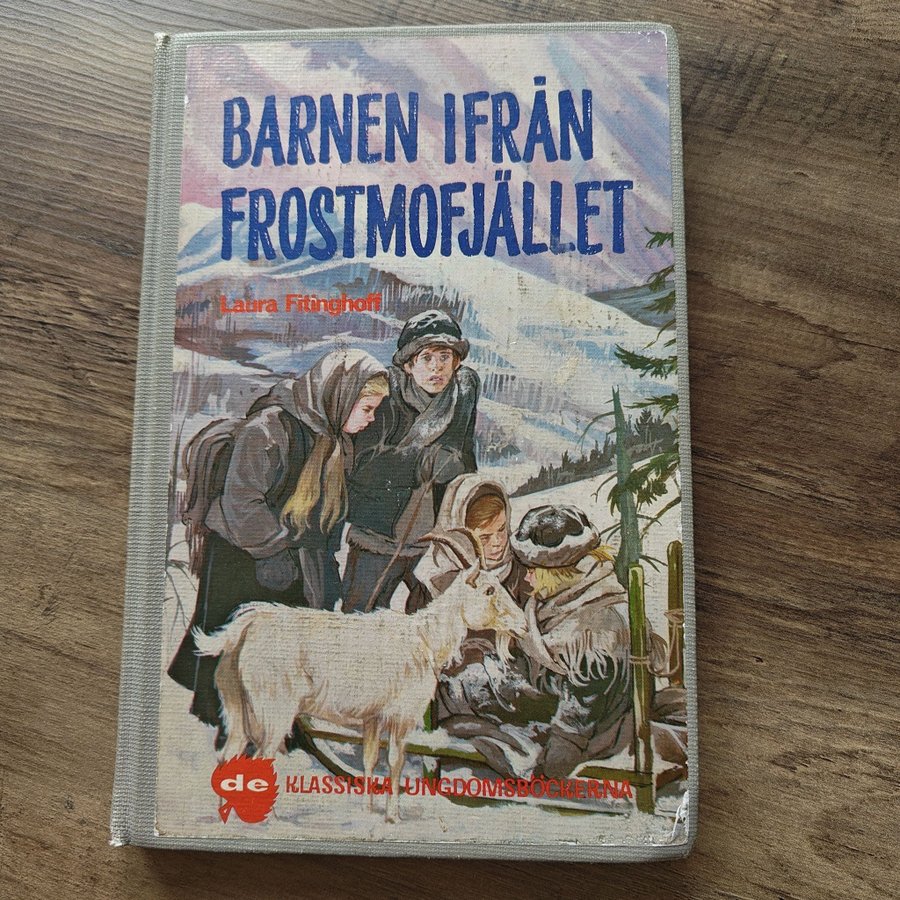 BARNEN IFRÅN
FROSTMOFJÄLLET
Laura Fitinghoff
de KLASSISKA UNGDOMSBÖCKERNA